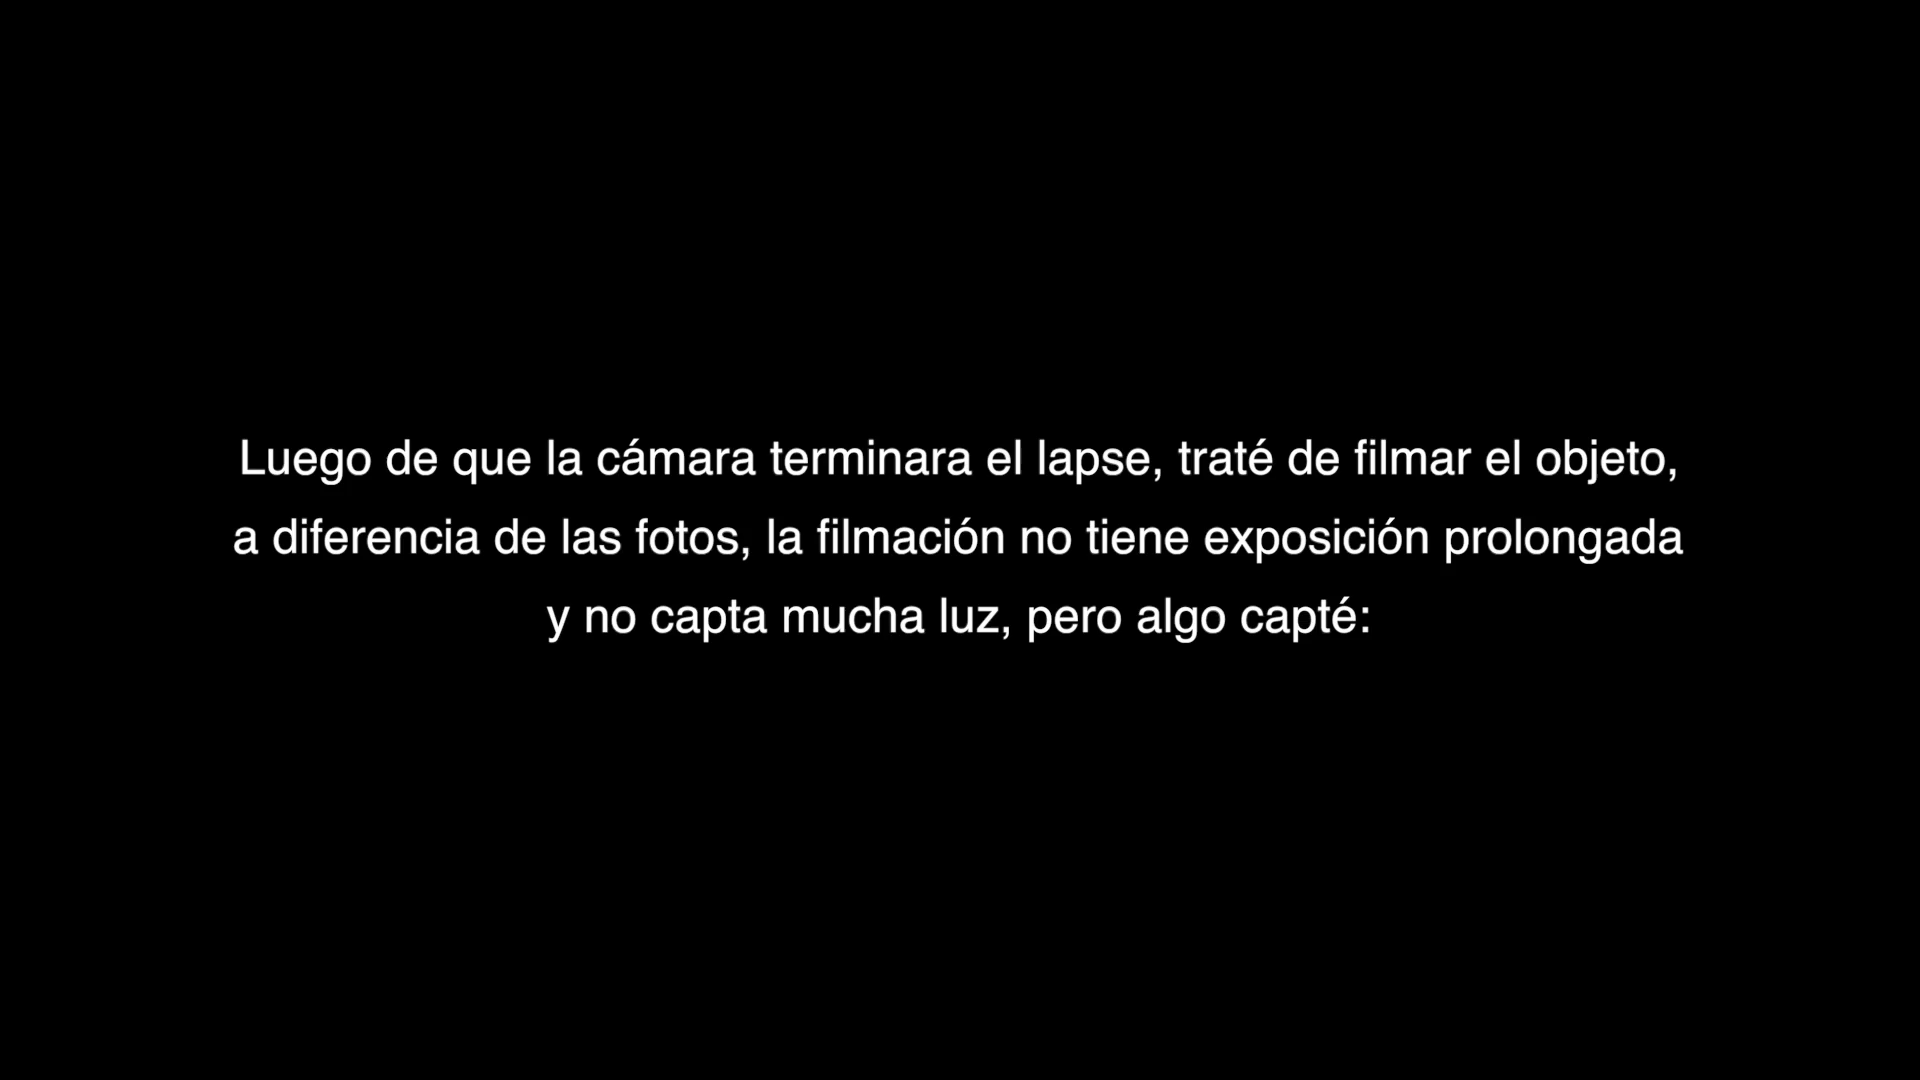 Luego de que la cámara terminara el lapse, traté de filmar el objeto,
a diferencia de las fotos, la filmación no tiene exposición prolongada
y no capta mucha luz, pero algo capté: